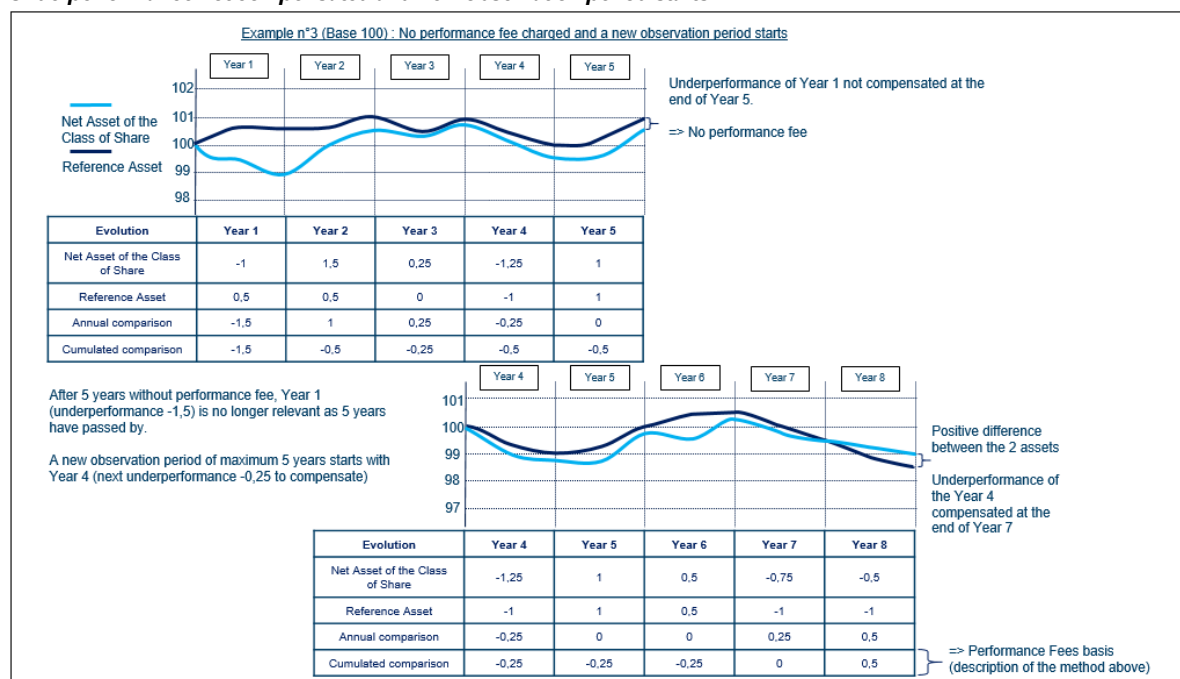 Example n°3 (Base 100) : No performance fee charged and a new observation period starts
Year 1 Year 2 Year 3 Year 4 Year 5
102
101
100
99
98
Net Asset of the
Class of Share
Reference Asset
Underperformance of Year 1 not compensated at the
end of Year 5.
=> No performance fee
Evolution Year 1 Year 2 Year 3 Year 4 Year 5
Net Asset of the Class
of Share -1 1,5 0,25 -1,25 1
Reference Asset 0,5 0,5 0 -1 1
Annual comparison -1,5 1 0,25 -0,25 0
Cumulated comparison -1,5 -0,5 -0,25 -0,5 -0,5
After 5 years without performance fee, Year 1
(underperformance -1,5) is no longer relevant as 5 years
have passed by.
A new observation period of maximum 5 years starts with
Year 4 (next underperformance -0,25 to compensate)
Year 4 Year 5 Year 6 Year 7 Year 8
101
100
99
98
97
Positive difference
between the 2 assets
Underperformance of
the Year 4
compensated at the
end of Year 7
Evolution Year 4 Year 5 Year 6 Year 7 Year 8
Net Asset of the Class
of Share -1,25 1 0,5 -0,75 -0,5
Reference Asset -1 1 0,5 -1 -1
Annual comparison -0,25 0 0 0,25 0,5
Cumulated comparison -0,25 -0,25 -0,25 0 0,5
=> Performance Fees basis
(description of the method above)